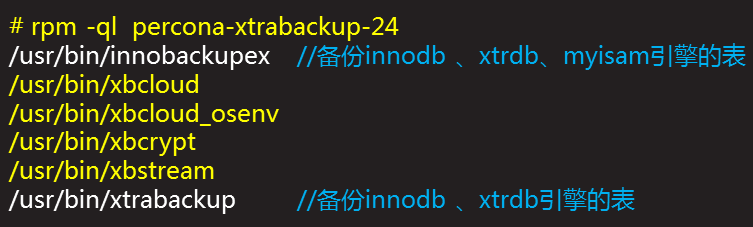 # rpm -ql percona-xtrabackup-24
/usr/bin/innobackupex //备份innodb 、xtrdb、myisam引擎的表
/usr/bin/xbcloud
/usr/bin/xbcloud_osenv
/usr/bin/xbcrypt
/usr/bin/xbstream
/usr/bin/xtrabackup //备份innodb 、xtrdb引擎的表